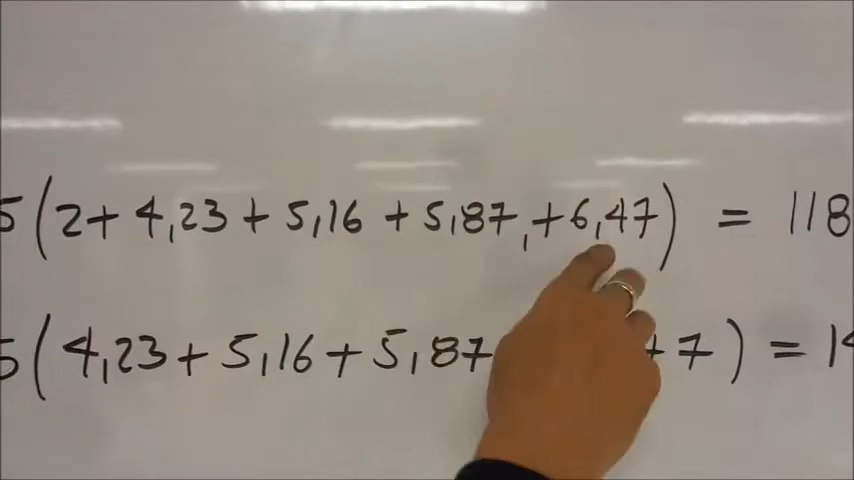 5(2+4,23+5,16+5,87,+6,47) = 118
5(4,23+5,16+5,87 +7) = 14